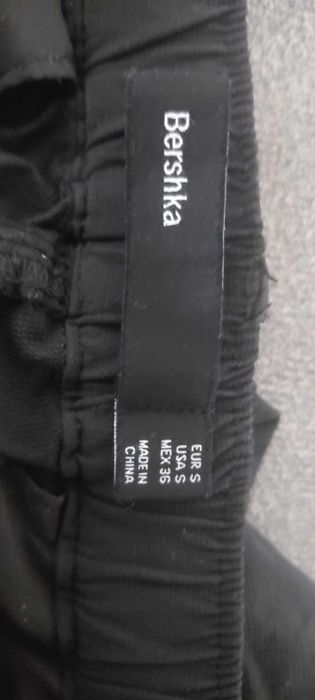 Bershka
EUR S
USA S
MEX 36
MADE IN
CHINA